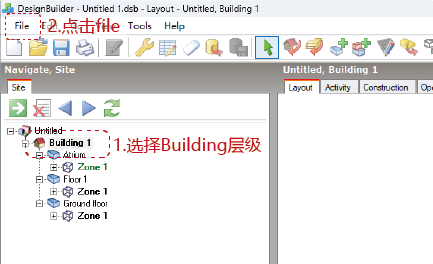 DesignBuilder - Untitled 1.dsb - Layout - Untitled, Building 1
File
2.点击file
Tools Help
Navigate, Site
Untitled, Building 1
Site
Layout Activity Construction
Untitled
Building 1
1.选择Building层级
Atrium
Zone 1
Floor 1
Zone 1
Ground floor
Zone 1